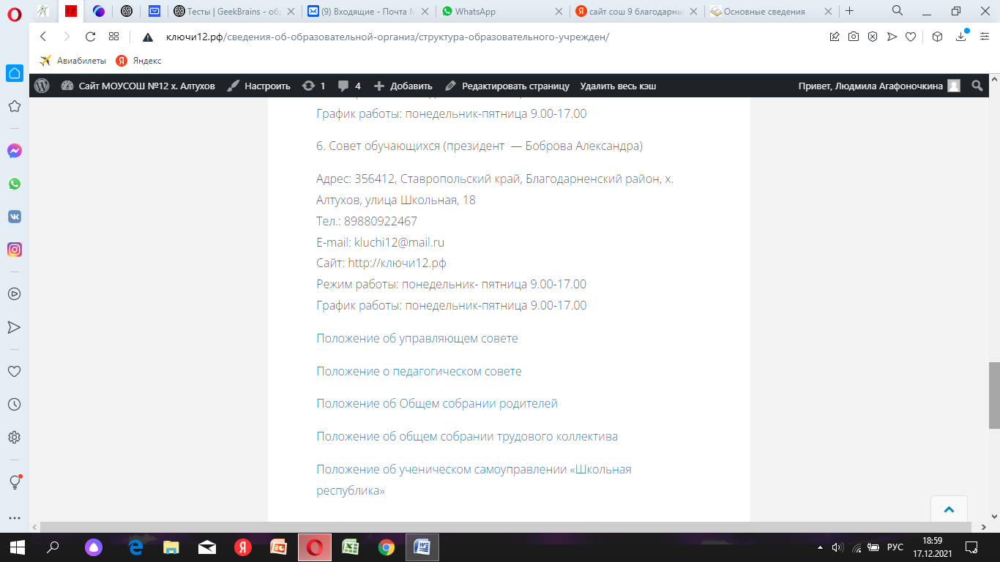 Тесты | GeekBrains - обр
(9) Входящие - Почта M
WhatsApp
сайт сош 9 благодарны
Основные сведения
ключи12.рф/сведения-об-образовательной-организ/структура-образовательного-учрежден/
Авиабилеты
Яндекс
Сайт МОУСОШ №12 х. Алтухов
Настроить
1
4
Добавить
Редактировать страницу
Удалить весь кэш
Привет, Людмила Агафоночкина
График работы: понедельник-пятница 9.00-17.00
6. Совет обучающихся (президент — Боброва Александра)
Адрес: 356412, Ставропольский край, Благодарненский район, х.
Алтухов, улица Школьная, 18
Тел.: 89880922467
E-mail: kluchi12@mail.ru
Сайт: http://ключи12.рф
Режим работы: понедельник- пятница 9.00-17.00
График работы: понедельник-пятница 9.00-17.00
Положение об управляющем совете
Положение о педагогическом совете
Положение об Общем собрании родителей
Положение об общем собрании трудового коллектива
Положение об ученическом самоуправлении «Школьная
республика»
РУС
18:59
17.12.2021